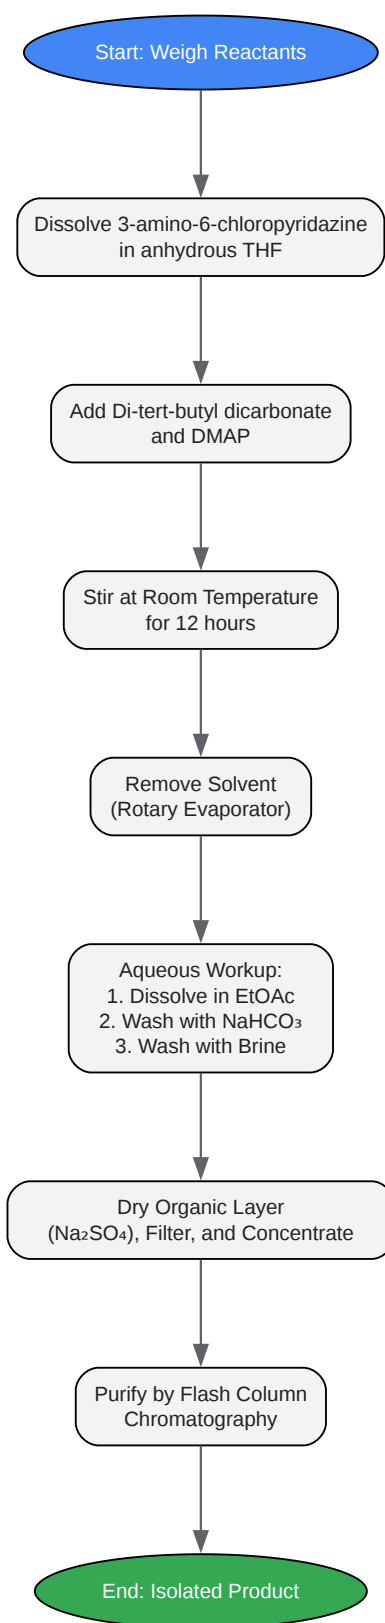 Start: Weigh Reactants
Dissolve 3-amino-6-chloropyridazine
in anhydrous THF
Add Di-tert-butyl dicarbonate
and DMAP
Stir at Room Temperature
for 12 hours
Remove Solvent
(Rotary Evaporator)
Aqueous Workup:
1. Dissolve in EtOAc
2. Wash with NaHCO₃
3. Wash with Brine
Dry Organic Layer
(Na₂SO₄), Filter, and Concentrate
Purify by Flash Column
Chromatography
End: Isolated Product